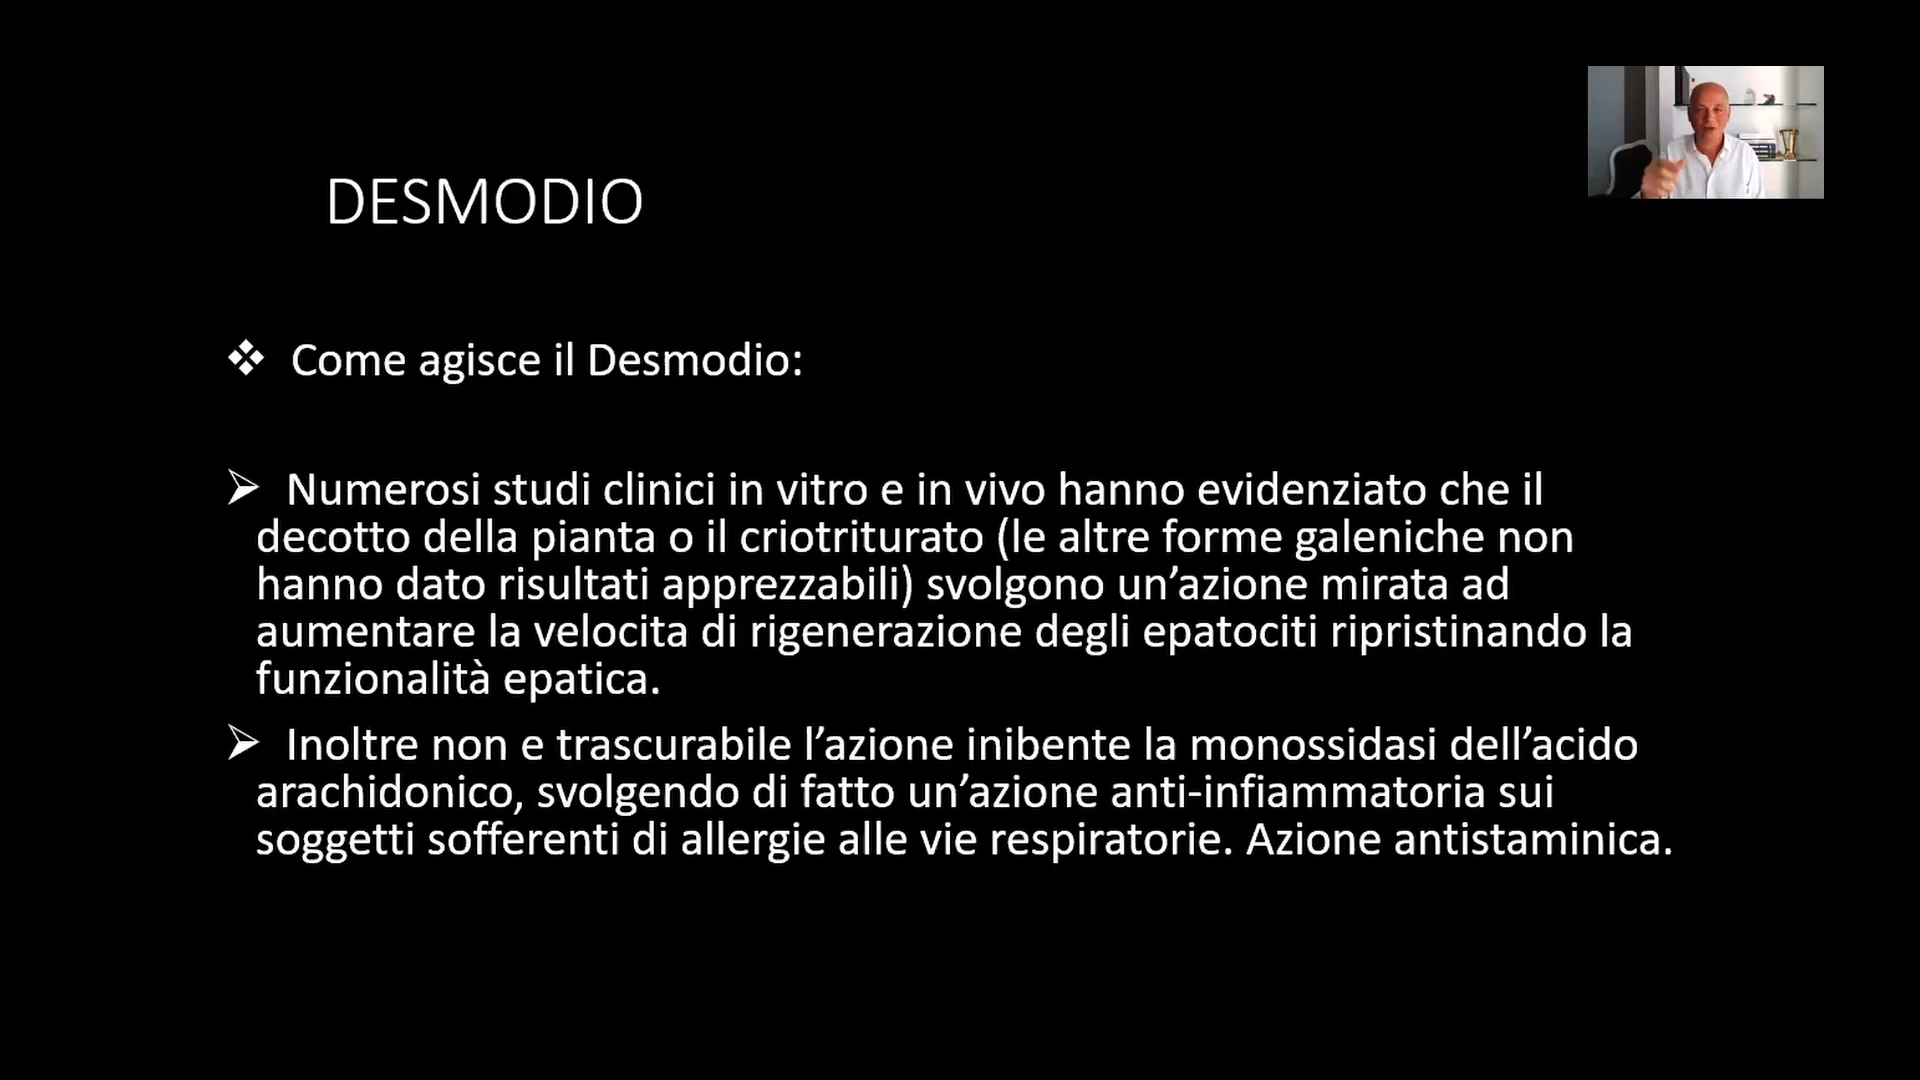 DESMODIO
❖ Come agisce il Desmodio:
➢ Numerosi studi clinici in vitro e in vivo hanno evidenziato che il
decotto della pianta o il criotriturato (le altre forme galeniche non
hanno dato risultati apprezzabili) svolgono un’azione mirata ad
aumentare la velocita di rigenerazione degli epatociti ripristinando la
funzionalità epatica.
➢ Inoltre non e trascurabile l’azione inibente la monossidasi dell’acido
arachidonico, svolgendo di fatto un’azione anti-infiammatoria sui
soggetti sofferenti di allergie alle vie respiratorie. Azione antistaminica.